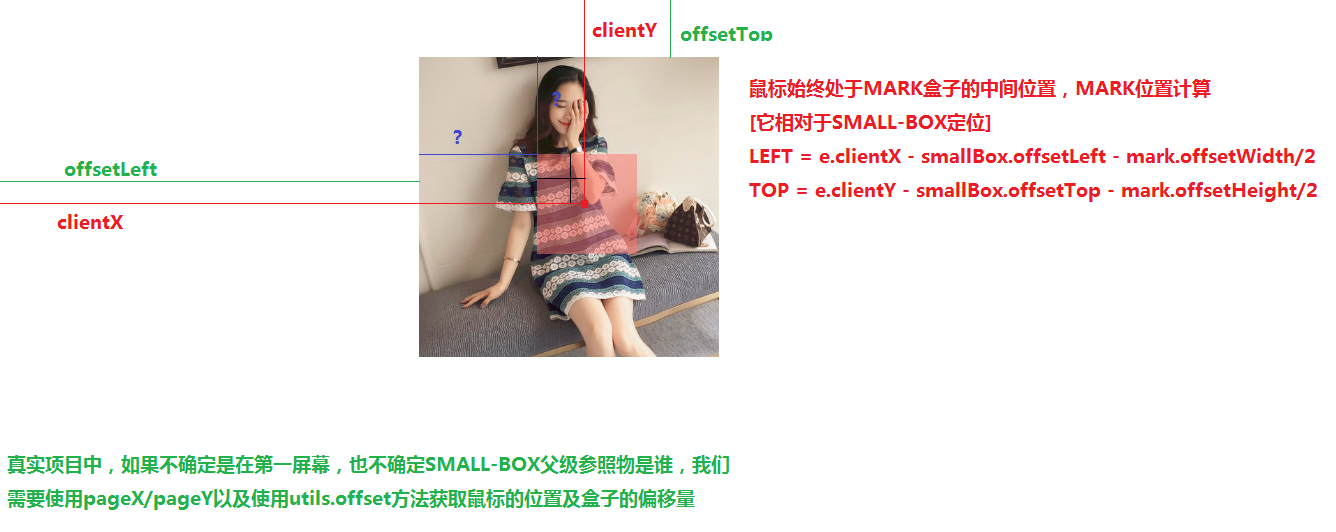 clientY
offsetTop
鼠标始终处于MARK盒子的中间位置，MARK位置计算
?
?
[它相对于SMALL-BOX定位]
LEFT = e.clientX - smallBox.offsetLeft - mark.offsetWidth/2
offsetLeft
TOP = e.clientY - smallBox.offsetTop - mark.offsetHeight/2
clientX
真实项目中，如果不确定是在第一屏幕，也不确定SMALL-BOX父级参照物是谁，我们
需要使用pageX/pageY以及使用utils.offset方法获取鼠标的位置及盒子的偏移量